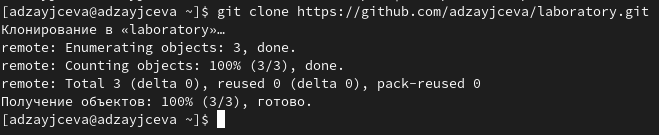 [adzayjceva@adzayjceva ~]$ git clone https://github.com/adzayjceva/laboratory.git
Клонирование в «laboratory»…
remote: Enumerating objects: 3, done.
remote: Counting objects: 100% (3/3), done.
remote: Total 3 (delta 0), reused 0 (delta 0), pack-reused 0
Получение объектов: 100% (3/3), готово.
[adzayjceva@adzayjceva ~]$